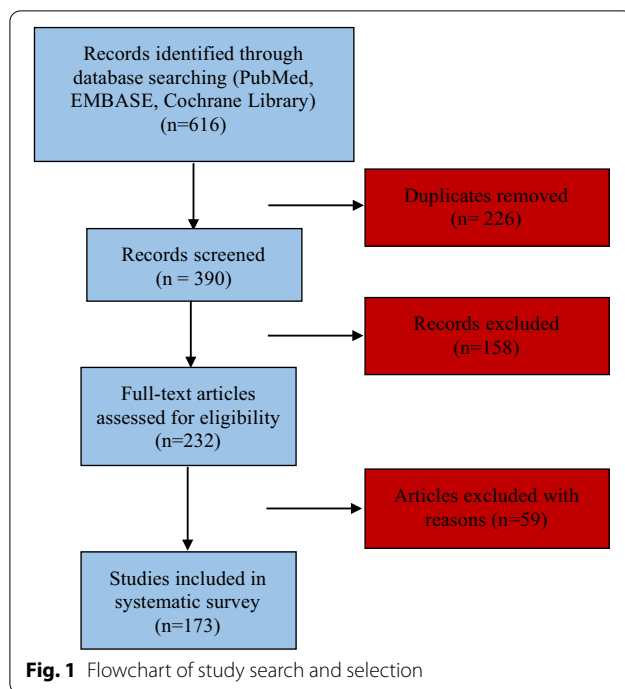 Records identified through
database searching (PubMed,
EMBASE, Cochrane Library)
(n=616)
Duplicates removed
(n= 226)
Records screened
(n = 390)
Records excluded
(n=158)
Full-text articles
assessed for eligibility
(n=232)
Articles excluded with
reasons (n=59)
Studies included in
systematic survey
(n=173)
Fig. 1 Flowchart of study search and selection